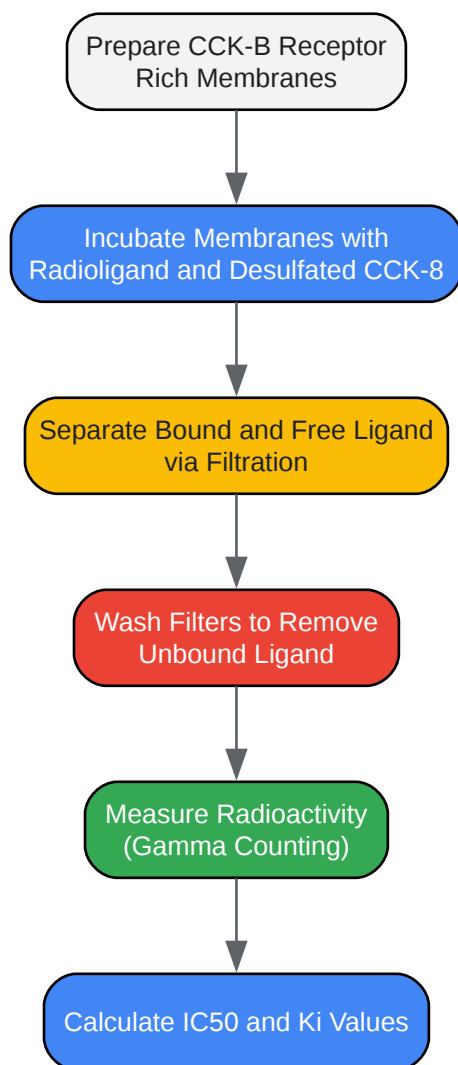 Prepare CCK-B Receptor
Rich Membranes
Incubate Membranes with
Radioligand and Desulfated CCK-8
Separate Bound and Free Ligand
via Filtration
Wash Filters to Remove
Unbound Ligand
Measure Radioactivity
(Gamma Counting)
Calculate IC50 and Ki Values